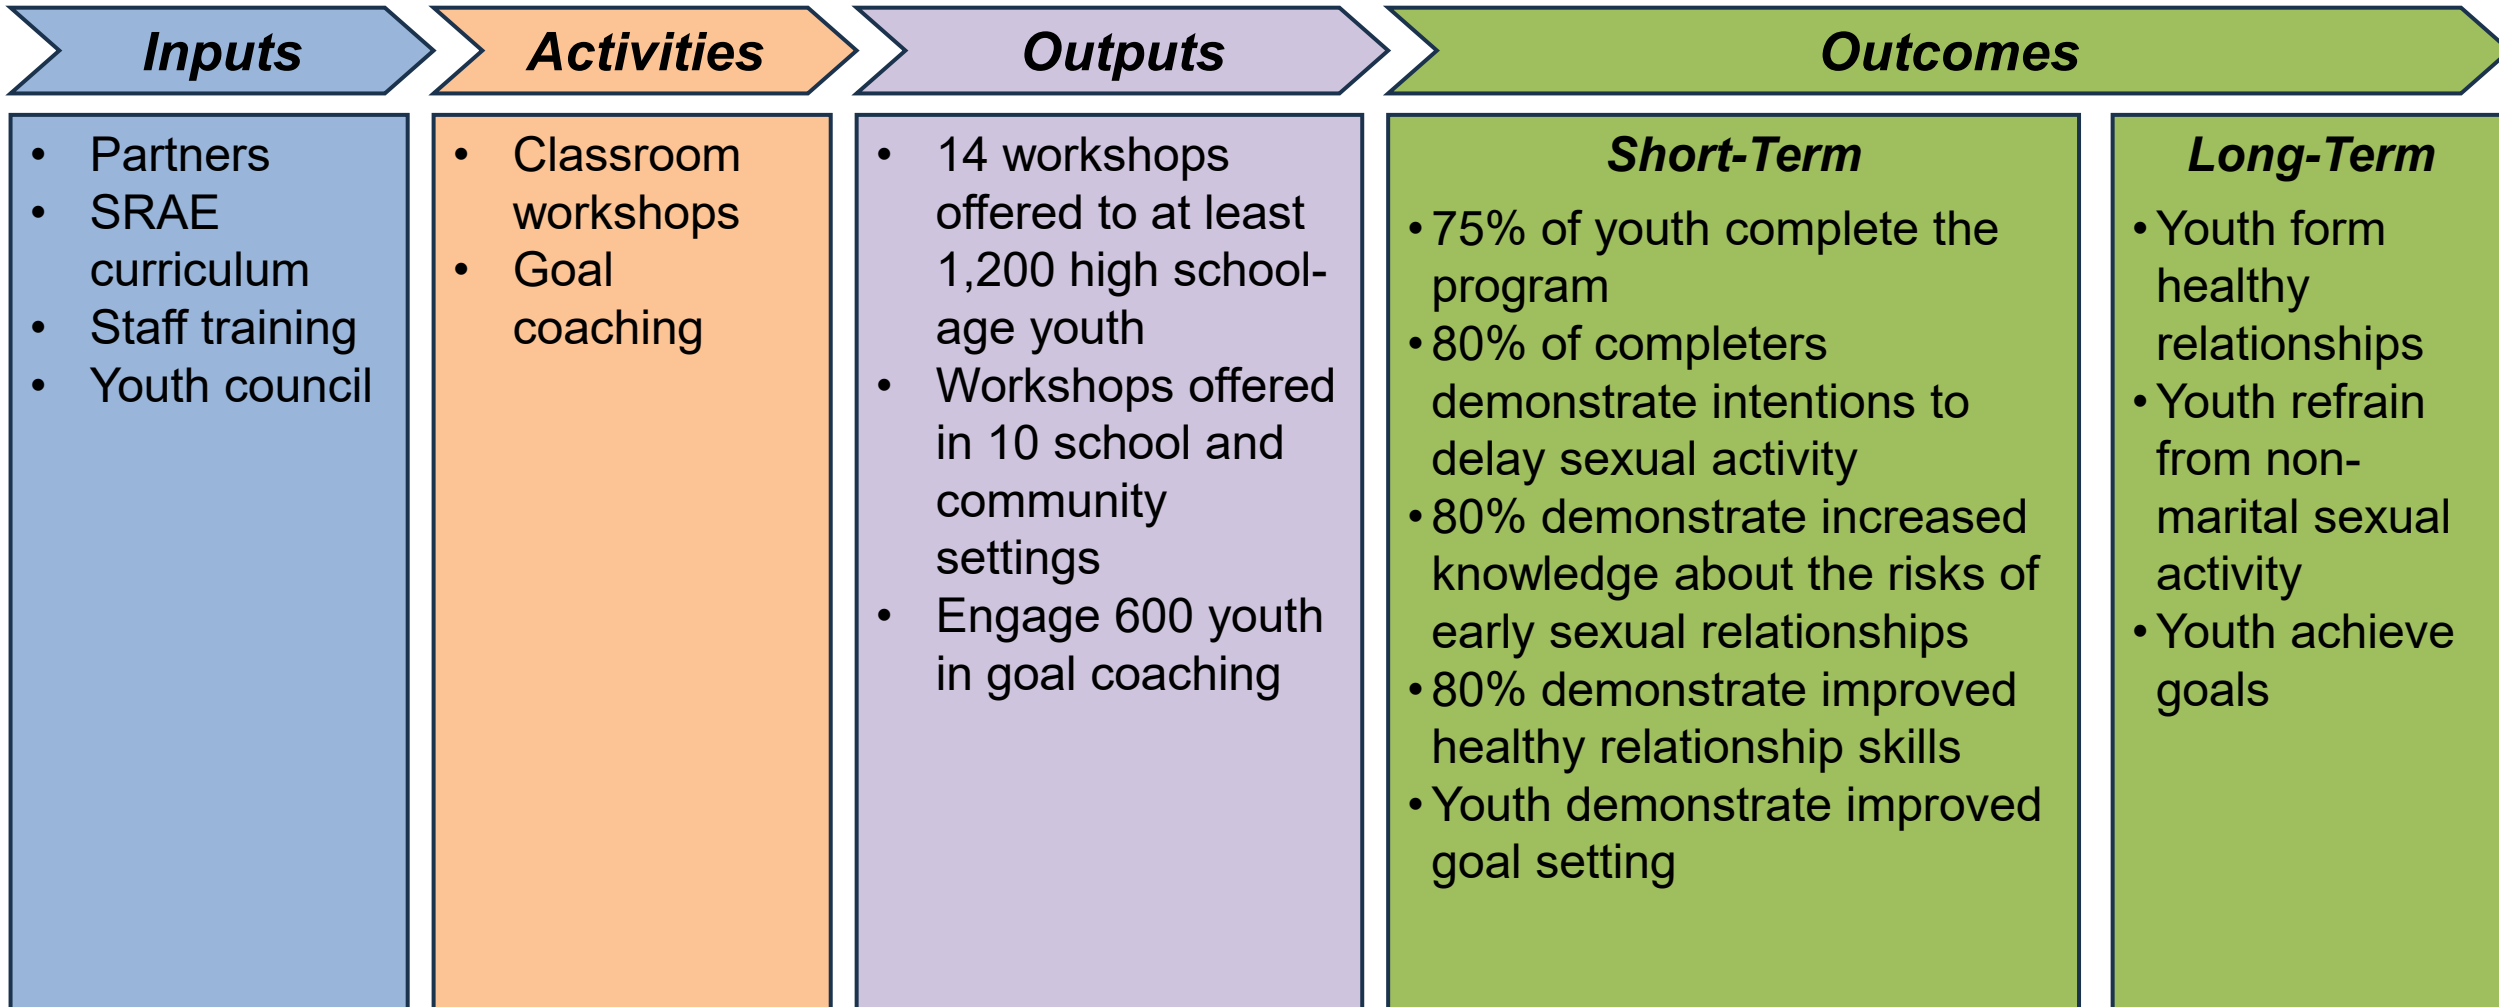 Inputs
Activities
Outputs
Outcomes
• Partners
• SRAE
curriculum
• Staff training
• Youth council
• Classroom
workshops
• Goal
coaching
• 14 workshops
offered to at least
1,200 high school-
age youth
• Workshops offered
in 10 school and
community
settings
• Engage 600 youth
in goal coaching
Short-Term
• 75% of youth complete the
program
• 80% of completers
demonstrate intentions to
delay sexual activity
• 80% demonstrate increased
knowledge about the risks of
early sexual relationships
• 80% demonstrate improved
healthy relationship skills
• Youth demonstrate improved
goal setting
Long-Term
• Youth form
healthy
relationships
• Youth refrain
from non-
marital sexual
activity
• Youth achieve
goals